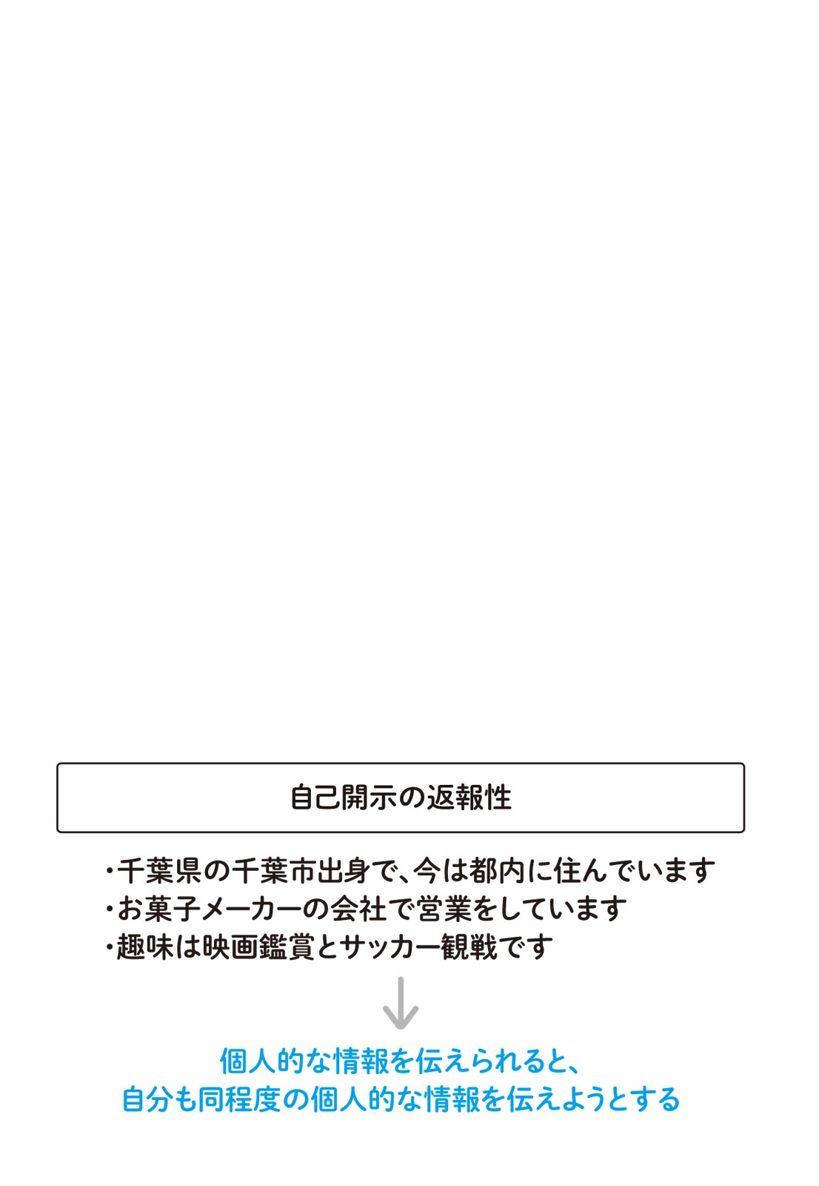 自己開示の返報性
・千葉県の千葉市出身で、今は都内に住んでいます
・お菓子メーカーの会社で営業をしています
・趣味は映画鑑賞とサッカー観戦です
個人的な情報を伝えられると、
自分も同程度の個人的な情報を伝えようとする